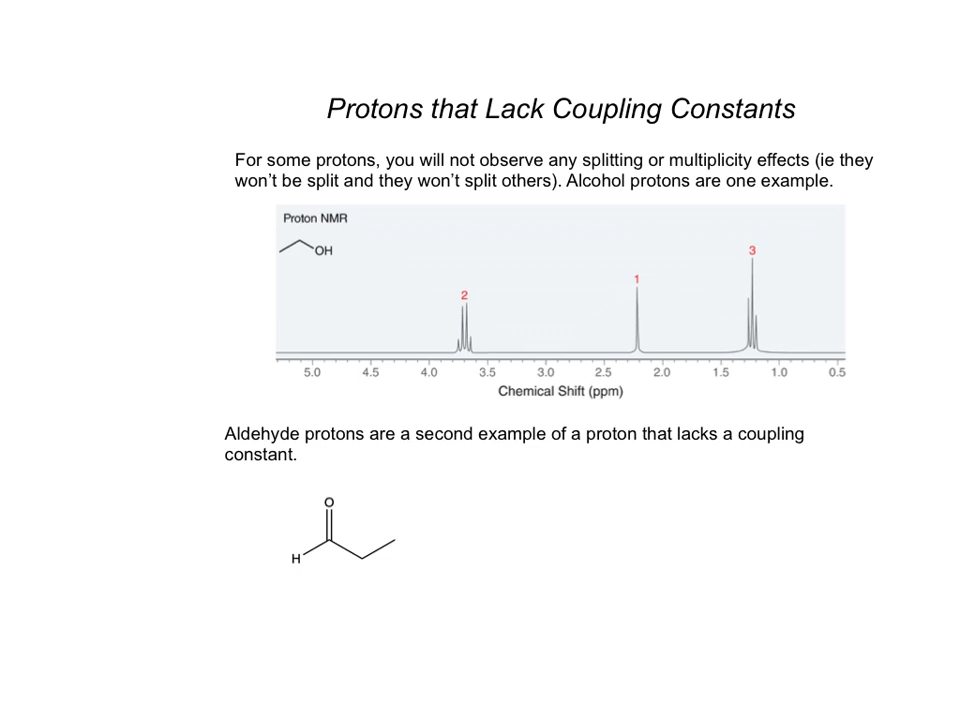 Protons that Lack Coupling Constants
For some protons, you will not observe any splitting or multiplicity effects (ie they
won't be split and they won't split others). Alcohol protons are one example.
Proton NMR
OH
3
1
2
5.0 4.5 4.0 3.5 3.0 2.5 2.0 1.5 1.0 0.5
Chemical Shift (ppm)
Aldehyde protons are a second example of a proton that lacks a coupling
constant.
O
H